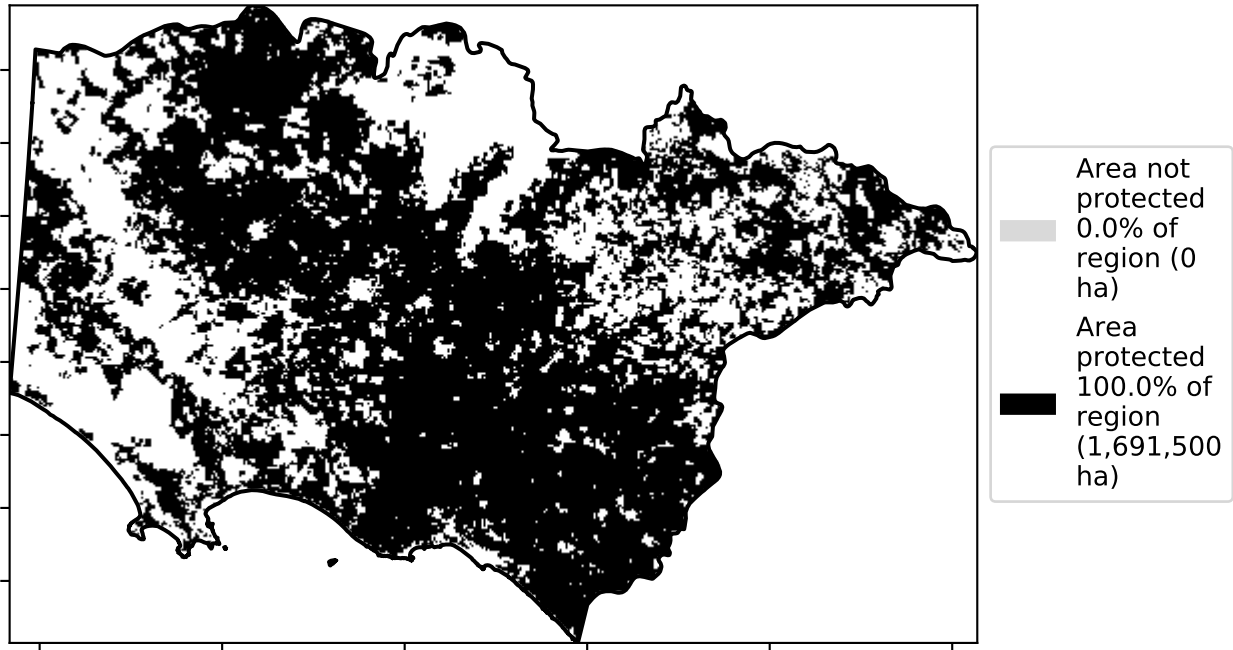 Area not
protected
0.0% of
region (0
ha)
Area
protected
100.0% of
region
(1,691,500
ha)